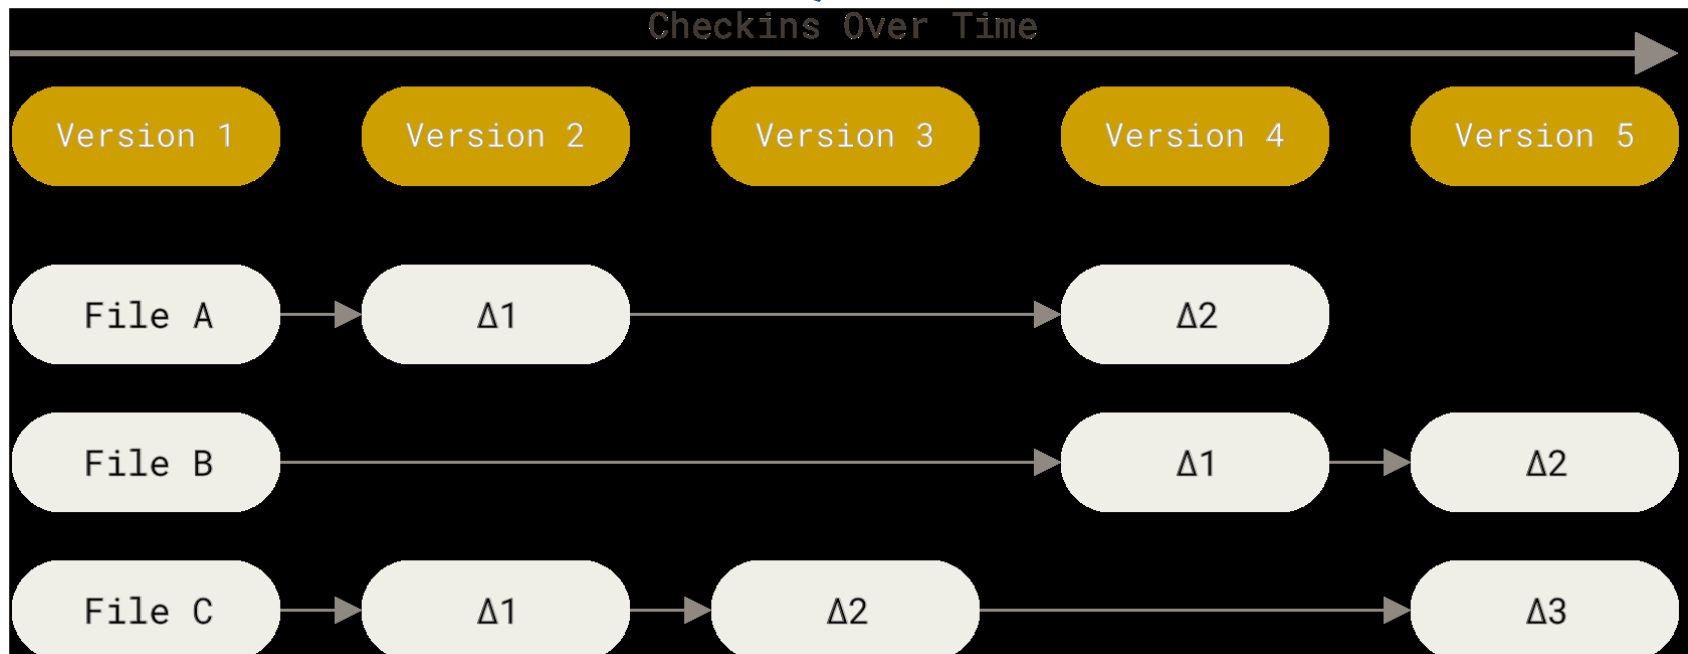 Checkins Over Time
Version 1 Version 2 Version 3 Version 4 Version 5
File A Δ1 Δ2
File B Δ1 Δ2
File C Δ1 Δ2 Δ3